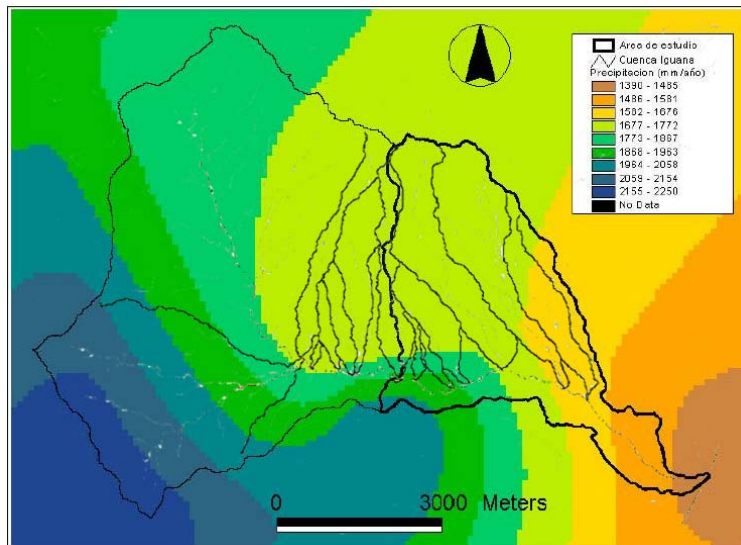 Area de estudio
Cuenca Iguana
Precipitacion (mm/año)
1390 - 1485
1486 - 1581
1582 - 1676
1677 - 1772
1773 - 1867
1868 - 1963
1964 - 2058
2059 - 2154
2155 - 2250
No Data
0 3000 Meters